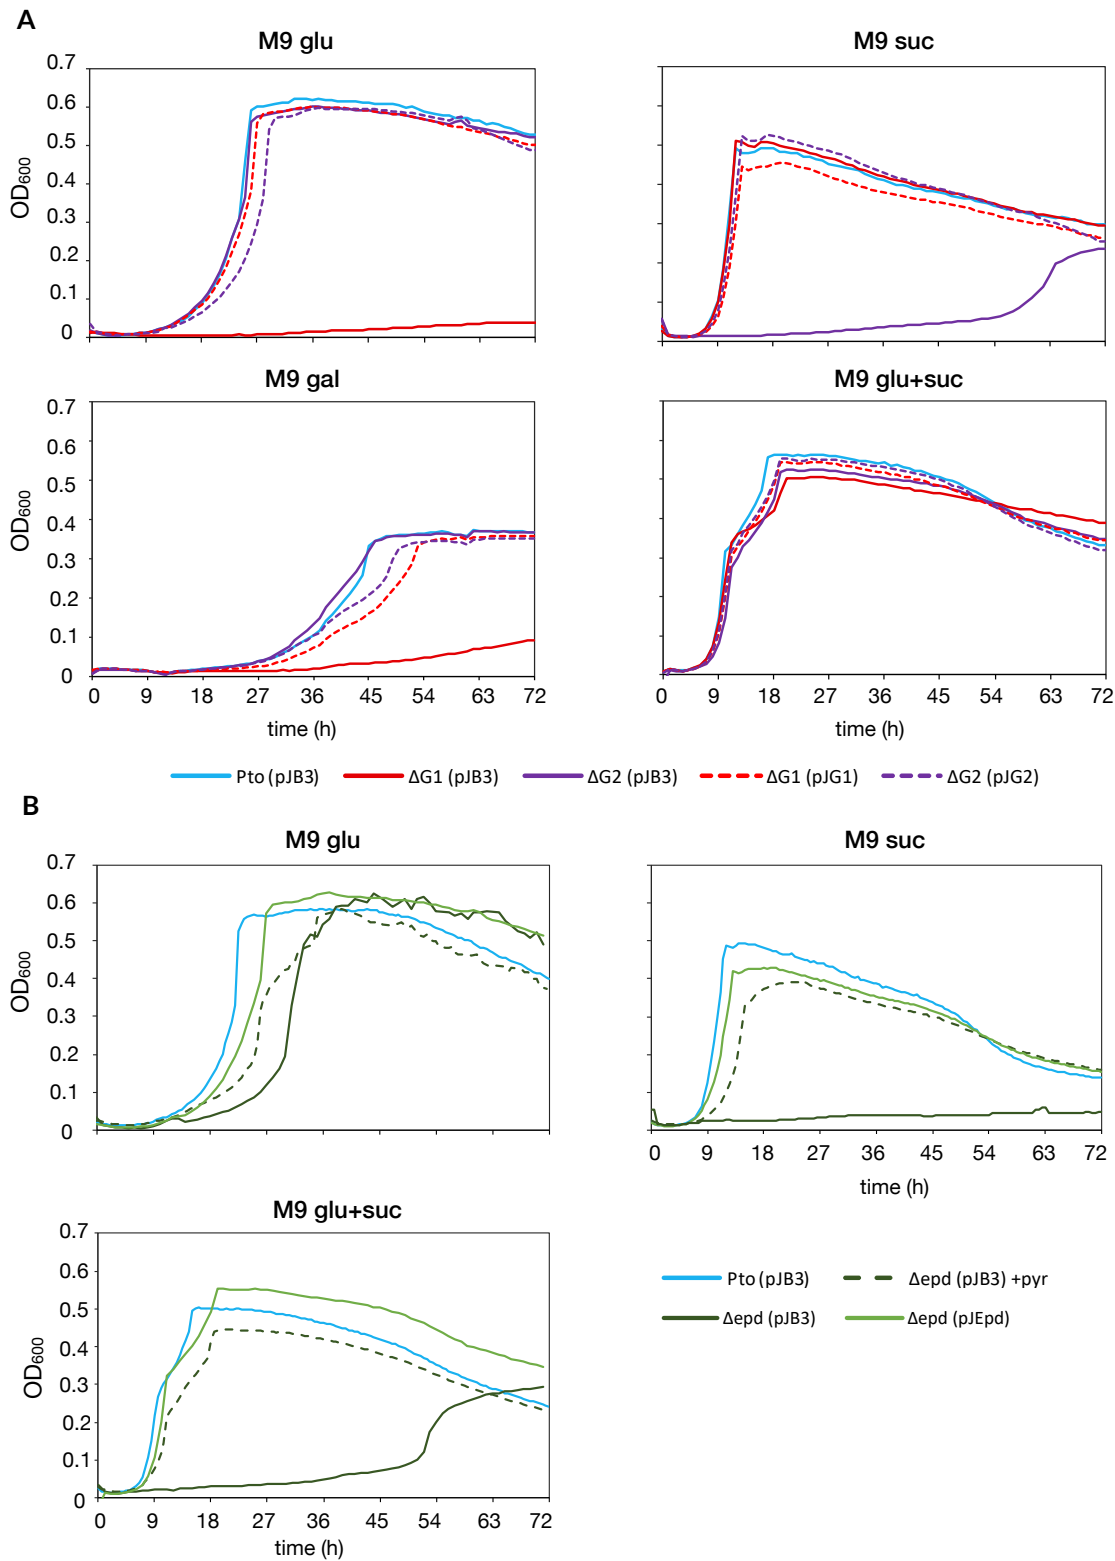 A
M9 glu
M9 suc
0.7
0.6
0.5
0.4
0.3
0.2
0.1
0
OD600
M9 gal
M9 glu+suc
0.7
0.6
0.5
0.4
0.3
0.2
0.1
0
OD600
0 9 18 27 36 45 54 63 72
0 9 18 27 36 45 54 63 72
time (h)
time (h)
Pto (pJB3) ΔG1 (pJB3) ΔG2 (pJB3) ΔG1 (pJG1) ΔG2 (pJG2)
B
M9 glu
M9 suc
0.7
0.6
0.5
0.4
0.3
0.2
0.1
0
OD600
0 9 18 27 36 45 54 63 72
time (h)
M9 glu+suc
0.7
0.6
0.5
0.4
0.3
0.2
0.1
0
OD600
0 9 18 27 36 45 54 63 72
time (h)
Pto (pJB3) Δepd (pJB3) +pyr
Δepd (pJB3) Δepd (pJEpd)